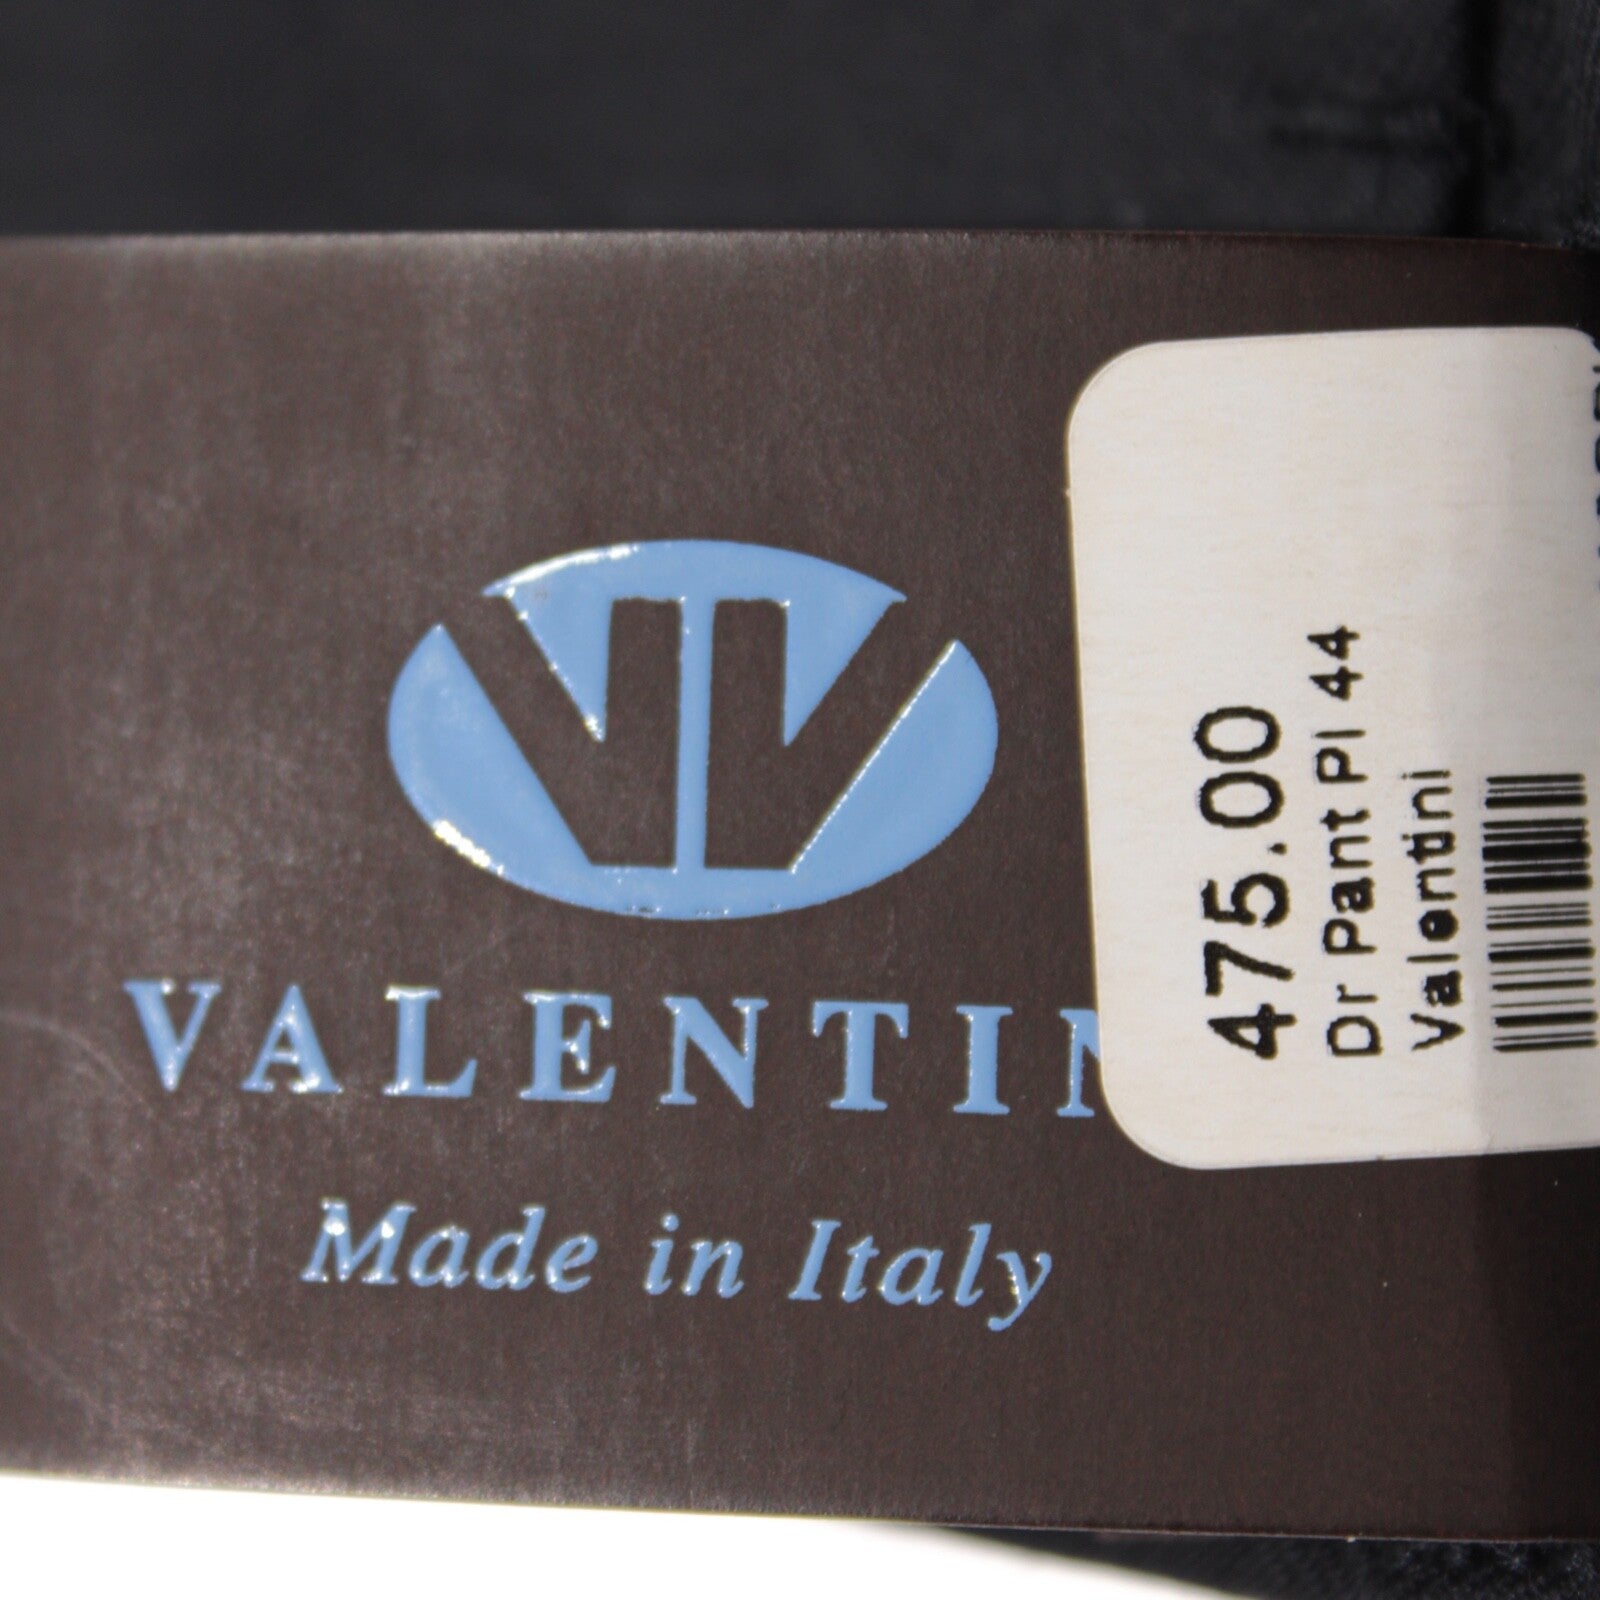 VALENTIN
Made in Italy
475.00
Dr Pant Pl 44
Valentini